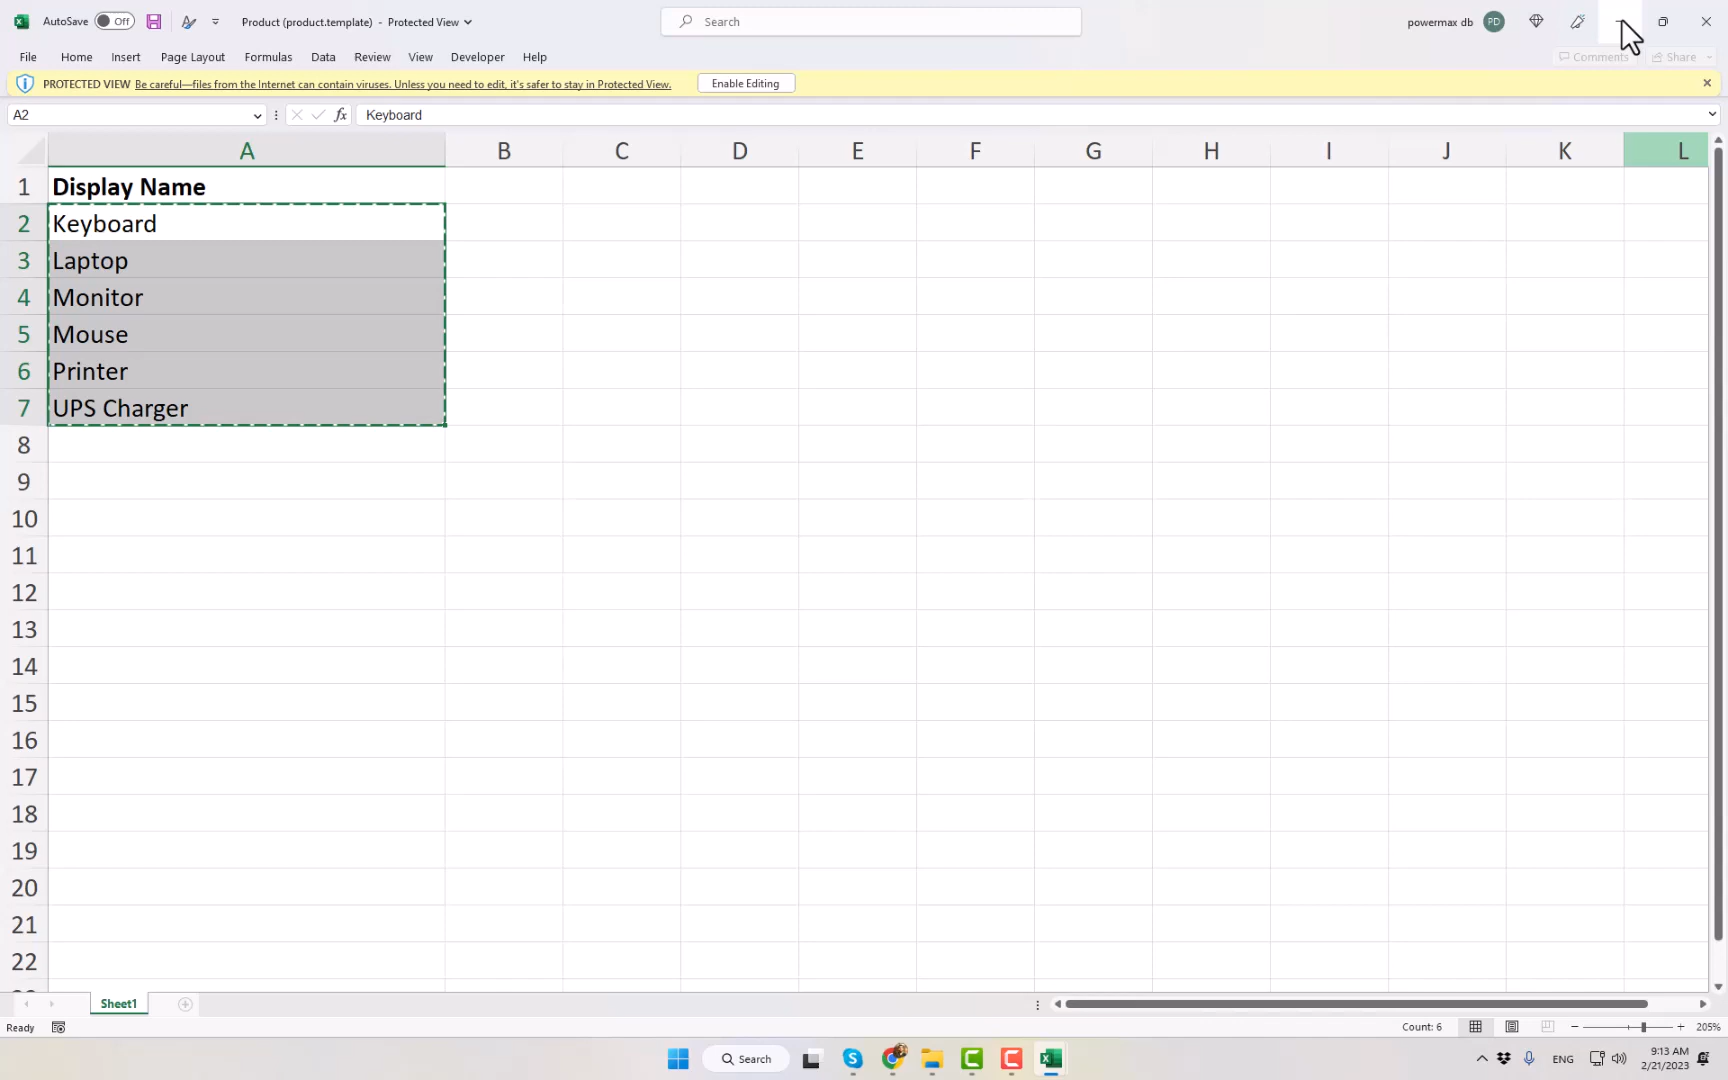 AutoSave Off Product (product.template) - Protected View Search powermax db PD
File Home Insert Page Layout Formulas Data Review View Developer Help Comments Share
PROTECTED VIEW Be careful—files from the Internet can contain viruses. Unless you need to edit, it's safer to stay in Protected View. Enable Editing
A2 fx Keyboard
A B C D E F G H I J K L
1 Display Name
2 Keyboard
3 Laptop
4 Monitor
5 Mouse
6 Printer
7 UPS Charger
8
9
10
11
12
13
14
15
16
17
18
19
20
21
22
Sheet1
Ready Count: 6 205%
Search ENG 9:13 AM
2/21/2023